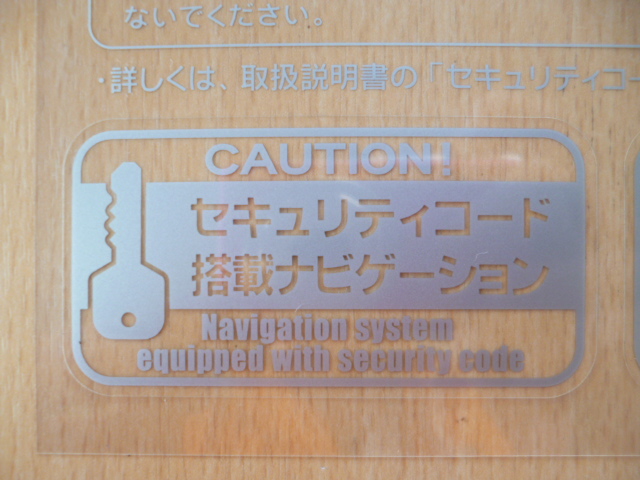 ないでください。
・詳しくは、取扱説明書の「セキュリティコー
CAUTION!
セキュリティコード
搭載ナビゲーション
Navigation system
equipped with security code